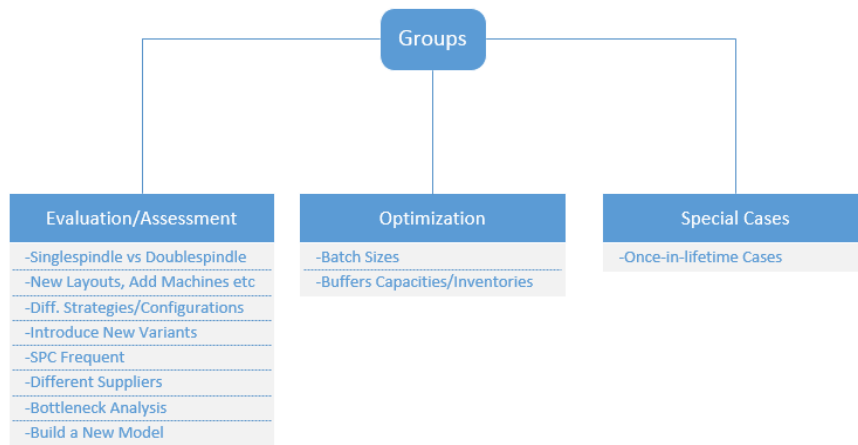 Groups
Evaluation/Assessment
-Singlespindle vs Doublespindle
-New Layouts, Add Machines etc
-Diff. Strategies/Configurations
-Introduce New Variants
-SPC Frequent
-Different Suppliers
-Bottleneck Analysis
-Build a New Model
Optimization
-Batch Sizes
-Buffers Capacities/Inventories
Special Cases
-Once-in-lifetime Cases